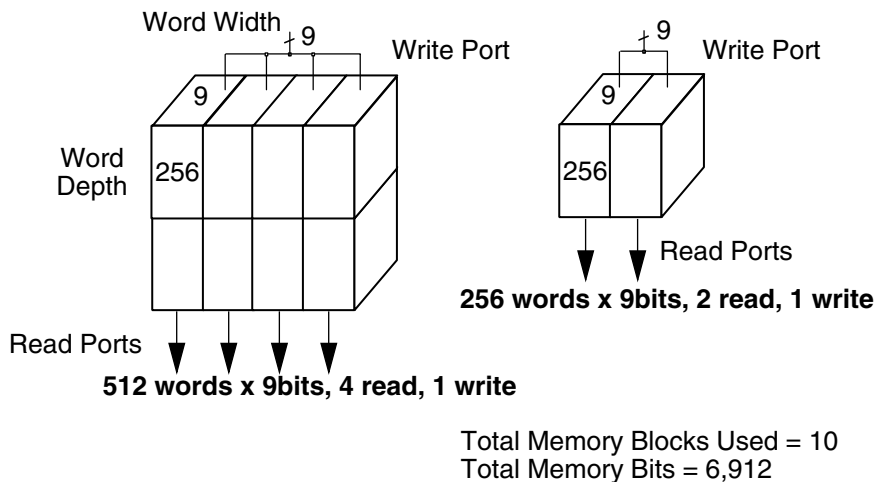 Word Width
9
Write Port
9
Word
Depth
256
Read Ports
512 words x 9bits, 4 read, 1 write
9
Write Port
9
256
Read Ports
256 words x 9bits, 2 read, 1 write
Total Memory Blocks Used = 10
Total Memory Bits = 6,912